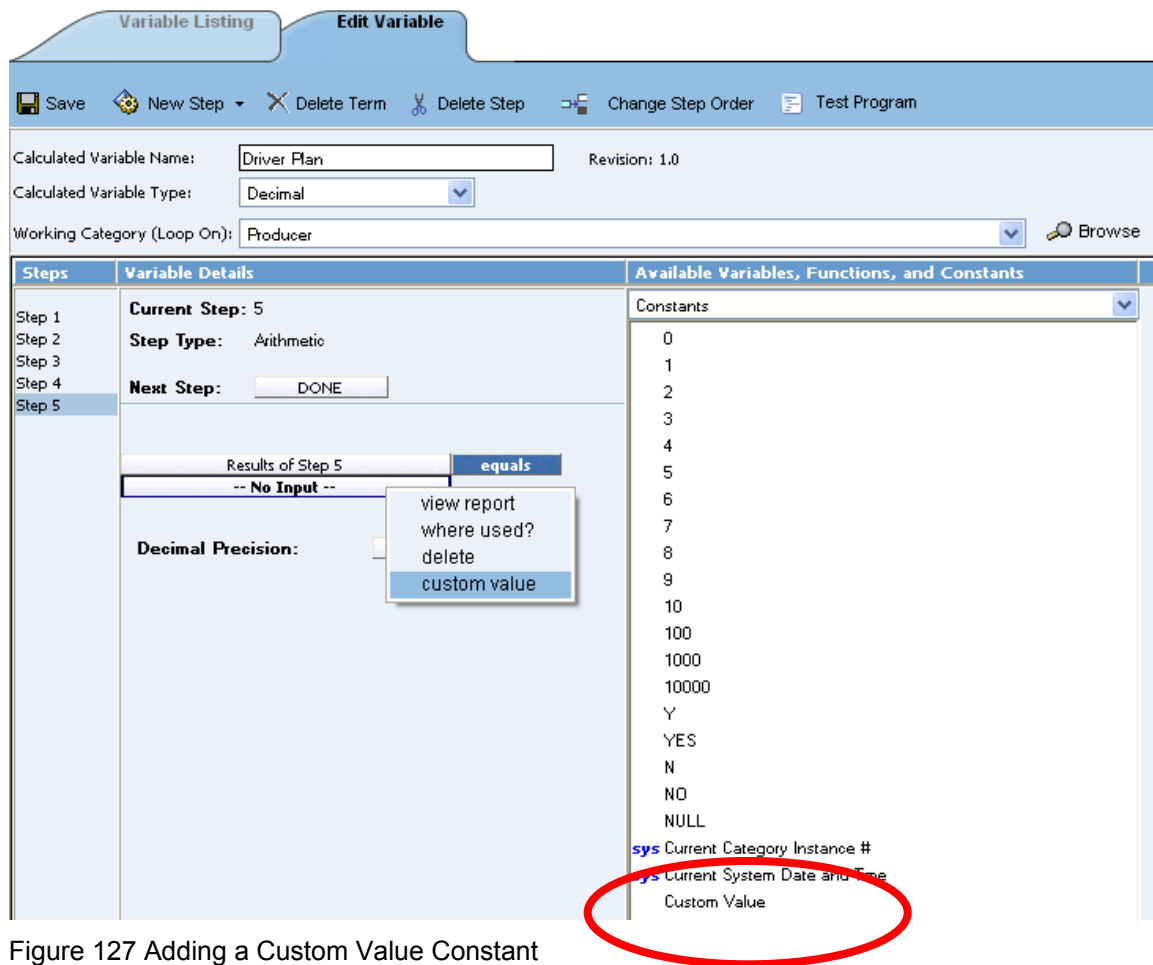 Variable Listing Edit Variable
Save New Step Delete Term Delete Step Change Step Order Test Program
Calculated Variable Name: Driver Plan Revision: 1.0
Calculated Variable Type: Decimal
Working Category (Loop On): Producer Browse
Steps Variable Details Available Variables, Functions, and Constants
Step 1
Step 2
Step 3
Step 4
Step 5
Current Step: 5
Step Type: Arithmetic
Next Step: DONE
Results of Step 5 equals
-- No Input --
Decimal Precision:
view report
where used?
delete
custom value
Constants
0
1
2
3
4
5
6
7
8
9
10
100
1000
10000
Y
YES
N
NO
NULL
sys Current Category Instance #
sys Current System Date and Time
Custom Value
Figure 127 Adding a Custom Value Constant